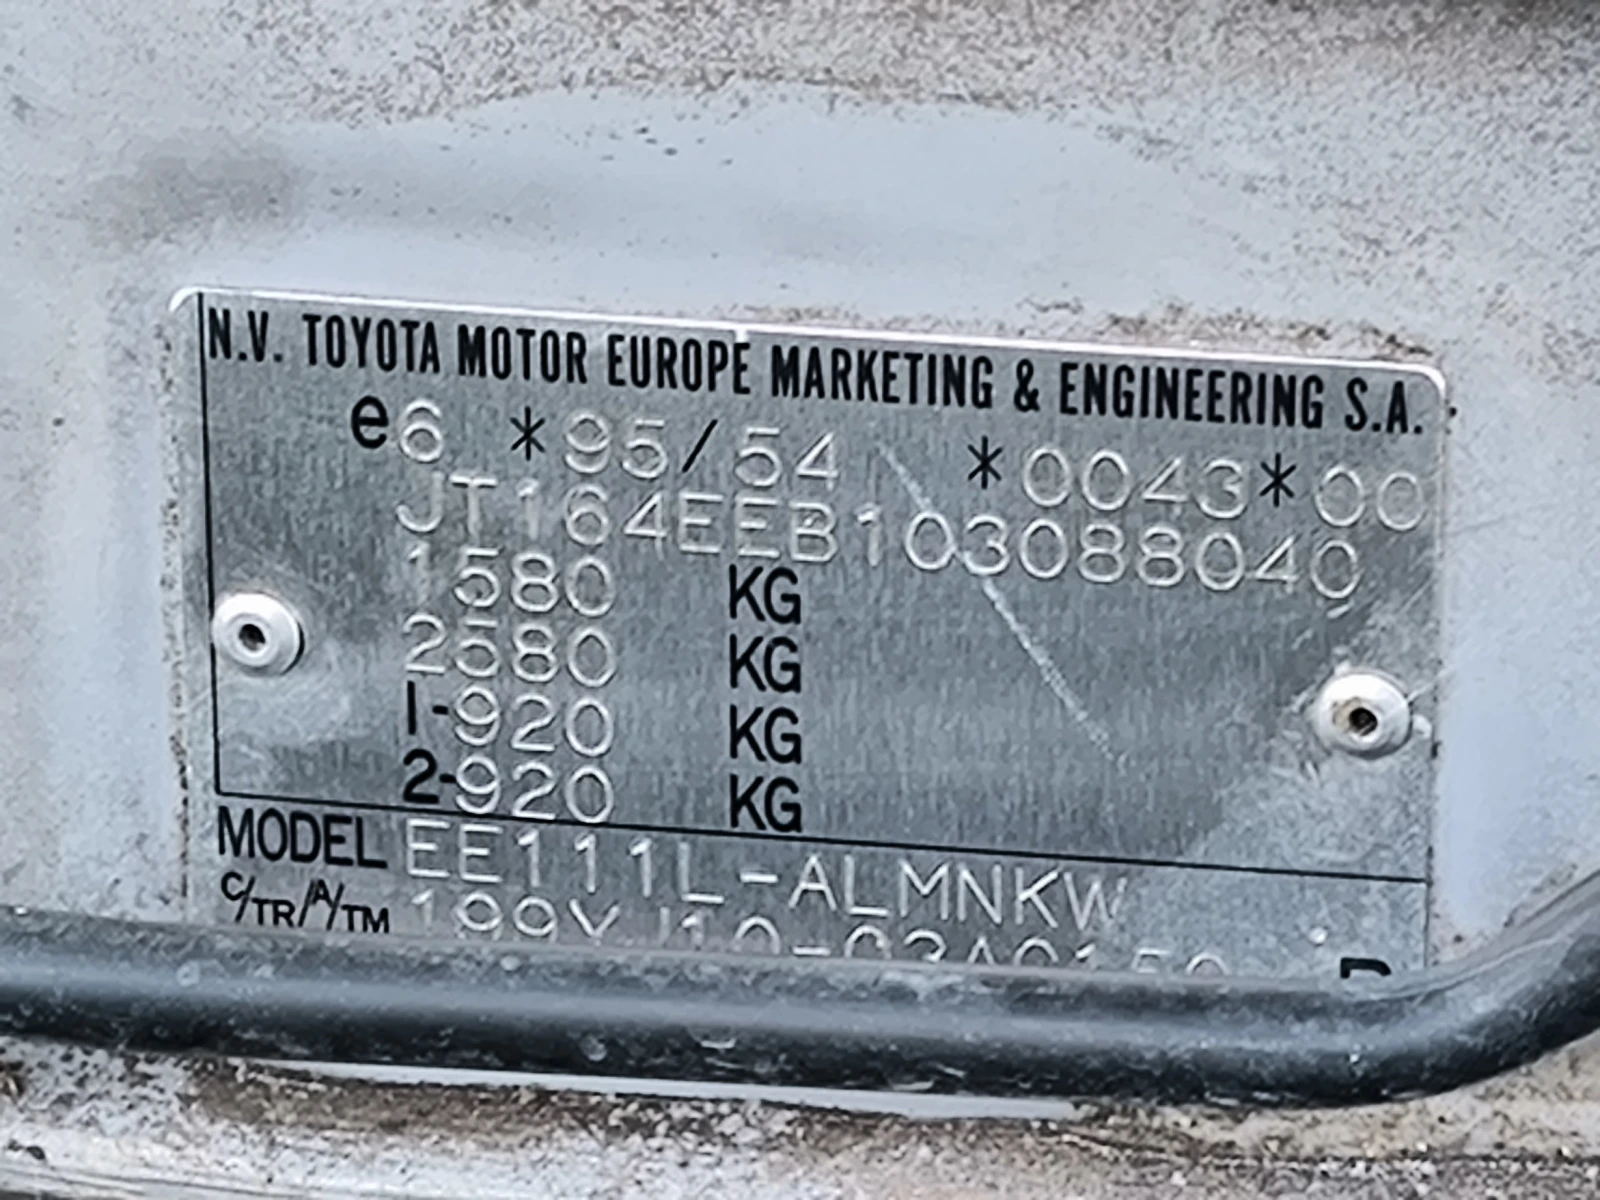 N.V. TOYOTA MOTOR EUROPE MARKETING & ENGINEERING S.A.
e6 *95/54 *0043*00
JT164EEB103088040
1580 KG
2580 KG
1-920 KG
2-920 KG
MODEL EE111L-ALMNKW
C/TR/A/TM 199